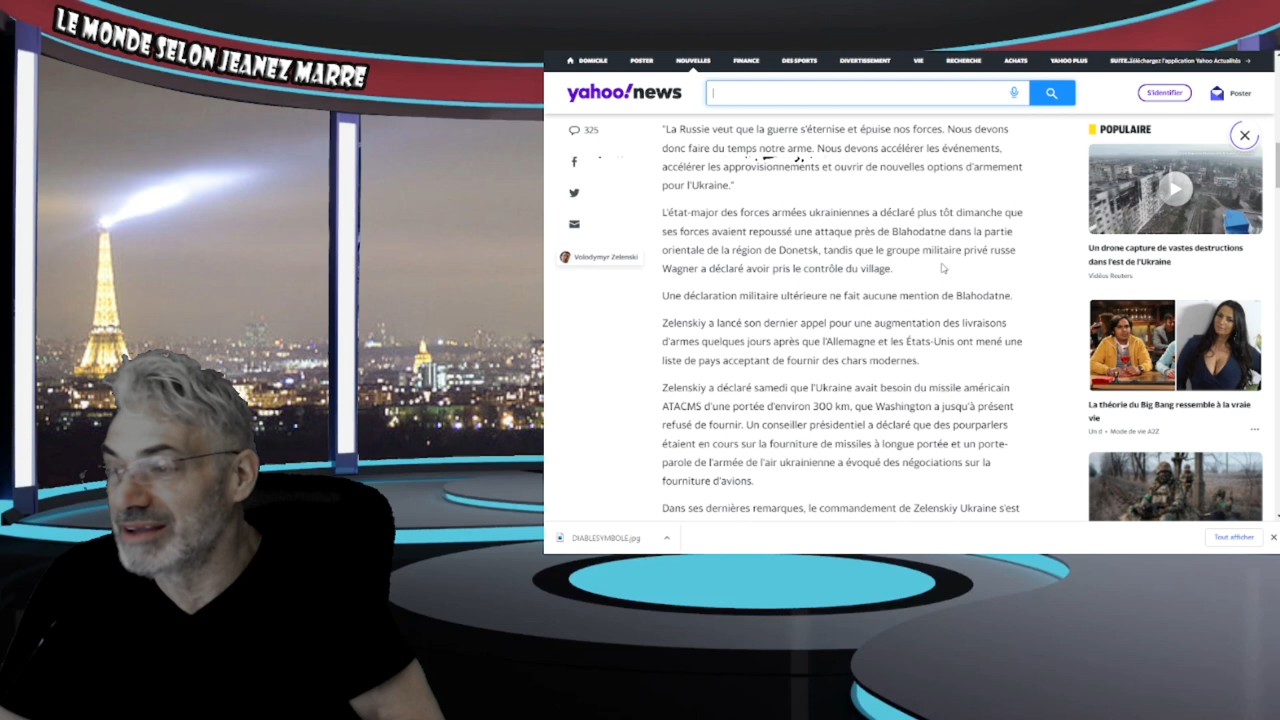 LE MONDE SELON JEANEZ MARRE
DOMICILE POSTER NOUVELLES FINANCE DES SPORTS DIVERTISSEMENT VIE RECHERCHE ACHATS YAHOO PLUS SUITE...
Téléchargez l'application Yahoo Actualités →
yahoo!news
S'identifier
Poster
325
"La Russie veut que la guerre s'éternise et épuise nos forces. Nous devons
donc faire du temps notre arme. Nous devons accélérer les événements,
accélérer les approvisionnements et ouvrir de nouvelles options d'armement
pour l'Ukraine."
Volodymyr Zelenski
L'état-major des forces armées ukrainiennes a déclaré plus tôt dimanche que
ses forces avaient repoussé une attaque près de Blahodatne dans la partie
orientale de la région de Donetsk, tandis que le groupe militaire privé russe
Wagner a déclaré avoir pris le contrôle du village.
Une déclaration militaire ultérieure ne fait aucune mention de Blahodatne.
Zelenskiy a lancé son dernier appel pour une augmentation des livraisons
d'armes quelques jours après que l'Allemagne et les États-Unis ont mené une
liste de pays acceptant de fournir des chars modernes.
Zelenskiy a déclaré samedi que l'Ukraine avait besoin du missile américain
ATACMS d'une portée d'environ 300 km, que Washington a jusqu'à présent
refusé de fournir. Un conseiller présidentiel a déclaré que des pourparlers
étaient en cours sur la fourniture de missiles à longue portée et un porte-
parole de l'armée de l'air ukrainienne a évoqué des négociations sur la
fourniture d'avions.
Dans ses dernières remarques, le commandement de Zelenskiy Ukraine s'est
POPULAIRE
Un drone capture de vastes destructions
dans l'est de l'Ukraine
Vidéos Reuters
La théorie du Big Bang ressemble à la vraie
vie
Un d • Mode de vie A2Z
DIABLESYMBOLE.jpg
Tout afficher